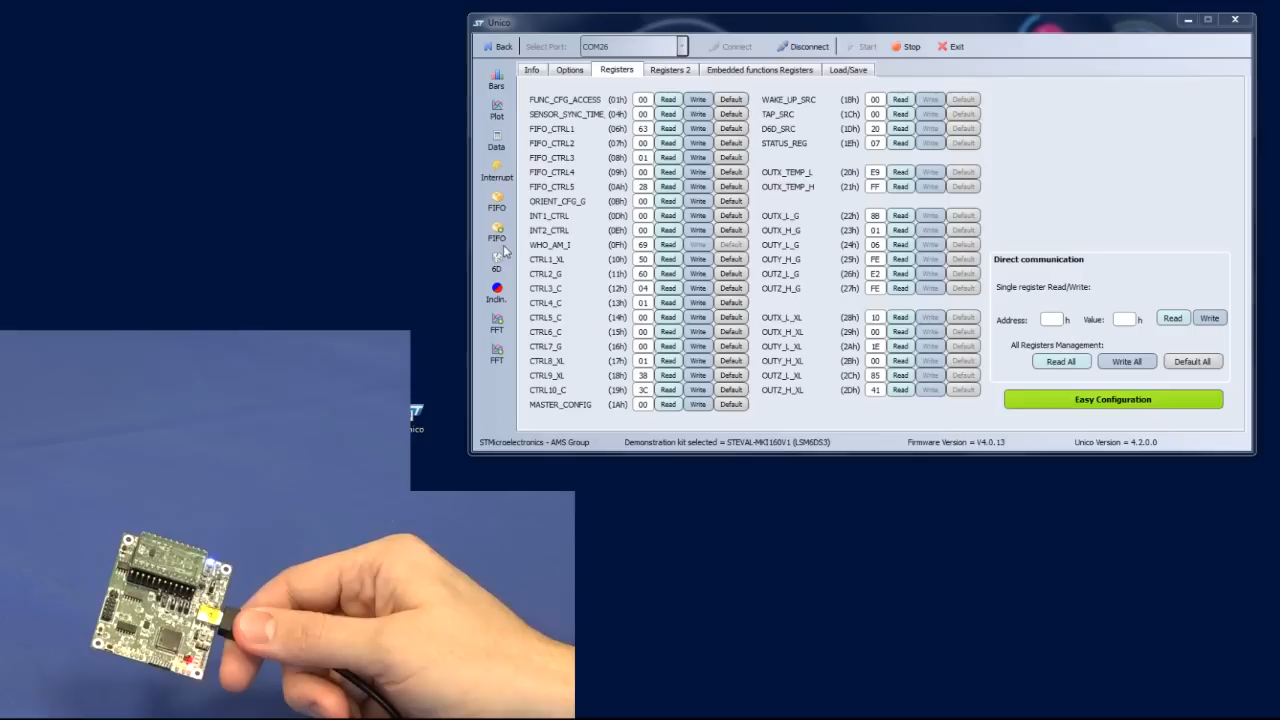 Unico
Back Select Port: COM26 Connect Disconnect Start Stop Exit
Info Options Registers Registers 2 Embedded functions Registers Load/Save
Bars
Plot
Data
Interrupt
FIFO
FIFO
6D
Inclin.
FFT
FFT
FUNC_CFG_ACCESS (01h) 00 Read Write Default
SENSOR_SYNC_TIME_ (04h) 00 Read Write Default
FIFO_CTRL1 (06h) 63 Read Write Default
FIFO_CTRL2 (07h) 00 Read Write Default
FIFO_CTRL3 (08h) 01 Read Write Default
FIFO_CTRL4 (09h) 00 Read Write Default
FIFO_CTRL5 (0Ah) 28 Read Write Default
ORIENT_CFG_G (0Bh) 00 Read Write Default
INT1_CTRL (0Dh) 00 Read Write Default
INT2_CTRL (0Eh) 00 Read Write Default
WHO_AM_I (0Fh) 69 Read Write Default
CTRL1_XL (10h) 50 Read Write Default
CTRL2_G (11h) 60 Read Write Default
CTRL3_C (12h) 04 Read Write Default
CTRL4_C (13h) 01 Read Write Default
CTRL5_C (14h) 00 Read Write Default
CTRL6_C (15h) 00 Read Write Default
CTRL7_G (16h) 00 Read Write Default
CTRL8_XL (17h) 01 Read Write Default
CTRL9_XL (18h) 38 Read Write Default
CTRL10_C (19h) 3C Read Write Default
MASTER_CONFIG (1Ah) 00 Read Write Default
WAKE_UP_SRC (1Bh) 00 Read Write Default
TAP_SRC (1Ch) 00 Read Write Default
D6D_SRC (1Dh) 20 Read Write Default
STATUS_REG (1Eh) 07 Read Write Default
OUTX_TEMP_L (20h) E9 Read Write Default
OUTX_TEMP_H (21h) FF Read Write Default
OUTX_L_G (22h) 8B Read Write Default
OUTX_H_G (23h) 01 Read Write Default
OUTY_L_G (24h) 06 Read Write Default
OUTY_H_G (25h) FE Read Write Default
OUTZ_L_G (26h) E2 Read Write Default
OUTZ_H_G (27h) FE Read Write Default
OUTX_L_XL (28h) 10 Read Write Default
OUTX_H_XL (29h) 00 Read Write Default
OUTY_L_XL (2Ah) 1E Read Write Default
OUTY_H_XL (2Bh) 00 Read Write Default
OUTZ_L_XL (2Ch) 85 Read Write Default
OUTZ_H_XL (2Dh) 41 Read Write Default
Direct communication
Single register Read/Write:
Address: h Value: h Read Write
All Registers Management:
Read All Write All Default All
Easy Configuration
STMicroelectronics - AMS Group Demonstration kit selected = STEVAL-MKI160V1 (LSM6DS3) Firmware Version = V4.0.13 Unico Version = 4.2.0.0
nico